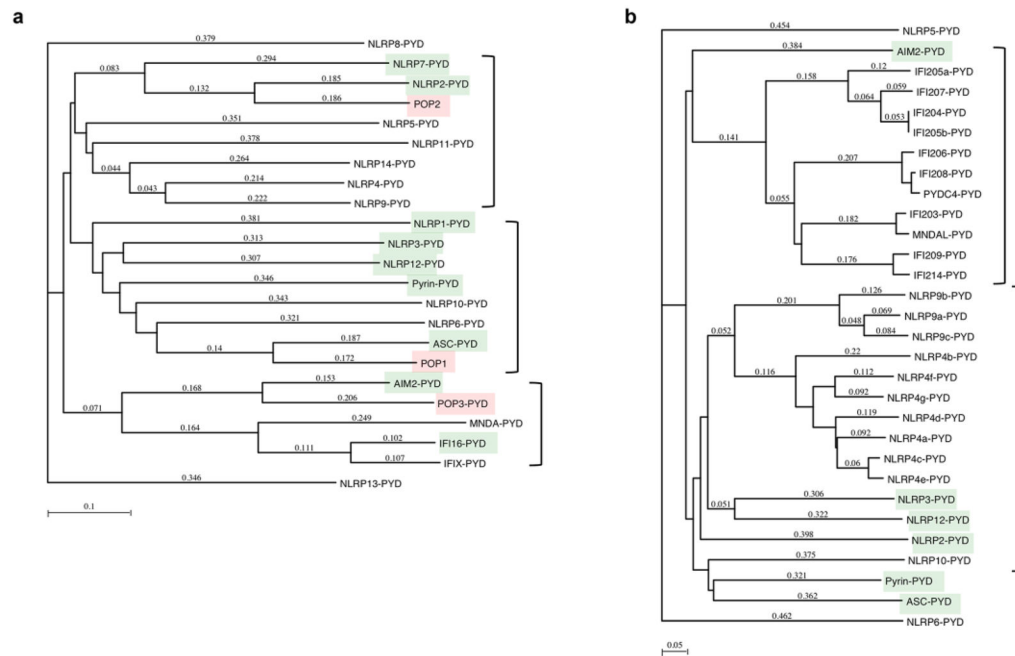 a
0.379
NLRP8-PYD
0.294
NLRP7-PYD
0.083
0.185
NLRP2-PYD
0.132
0.186
POP2
0.351
NLRP5-PYD
0.378
NLRP11-PYD
0.264
NLRP14-PYD
0.044
0.214
NLRP4-PYD
0.043
0.222
NLRP9-PYD
0.381
NLRP1-PYD
0.313
NLRP3-PYD
0.307
NLRP12-PYD
0.346
Pyrin-PYD
0.343
NLRP10-PYD
0.321
NLRP6-PYD
0.187
ASC-PYD
0.14
0.172
POP1
0.153
AIM2-PYD
0.168
0.206
POP3-PYD
0.071
0.249
MNDA-PYD
0.164
0.102
IFI16-PYD
0.111
0.107
IFIX-PYD
0.346
NLRP13-PYD
0.1
b
0.454
NLRP5-PYD
0.384
AIM2-PYD
0.12
IFI205a-PYD
0.158
0.059
IFI207-PYD
0.064
IFI204-PYD
0.053
IFI205b-PYD
0.141
0.207
IFI206-PYD
IFI208-PYD
PYDC4-PYD
0.055
0.182
IFI203-PYD
MNDAL-PYD
0.176
IFI209-PYD
IFI214-PYD
0.126
NLRP9b-PYD
0.201
0.069
NLRP9a-PYD
0.048
0.084
NLRP9c-PYD
0.052
0.22
NLRP4b-PYD
0.116
0.112
NLRP4f-PYD
0.092
NLRP4g-PYD
0.119
NLRP4d-PYD
0.092
NLRP4a-PYD
NLRP4c-PYD
0.06
NLRP4e-PYD
0.306
NLRP3-PYD
0.051
0.322
NLRP12-PYD
0.398
NLRP2-PYD
0.375
NLRP10-PYD
0.321
Pyrin-PYD
0.362
ASC-PYD
0.462
NLRP6-PYD
0.05